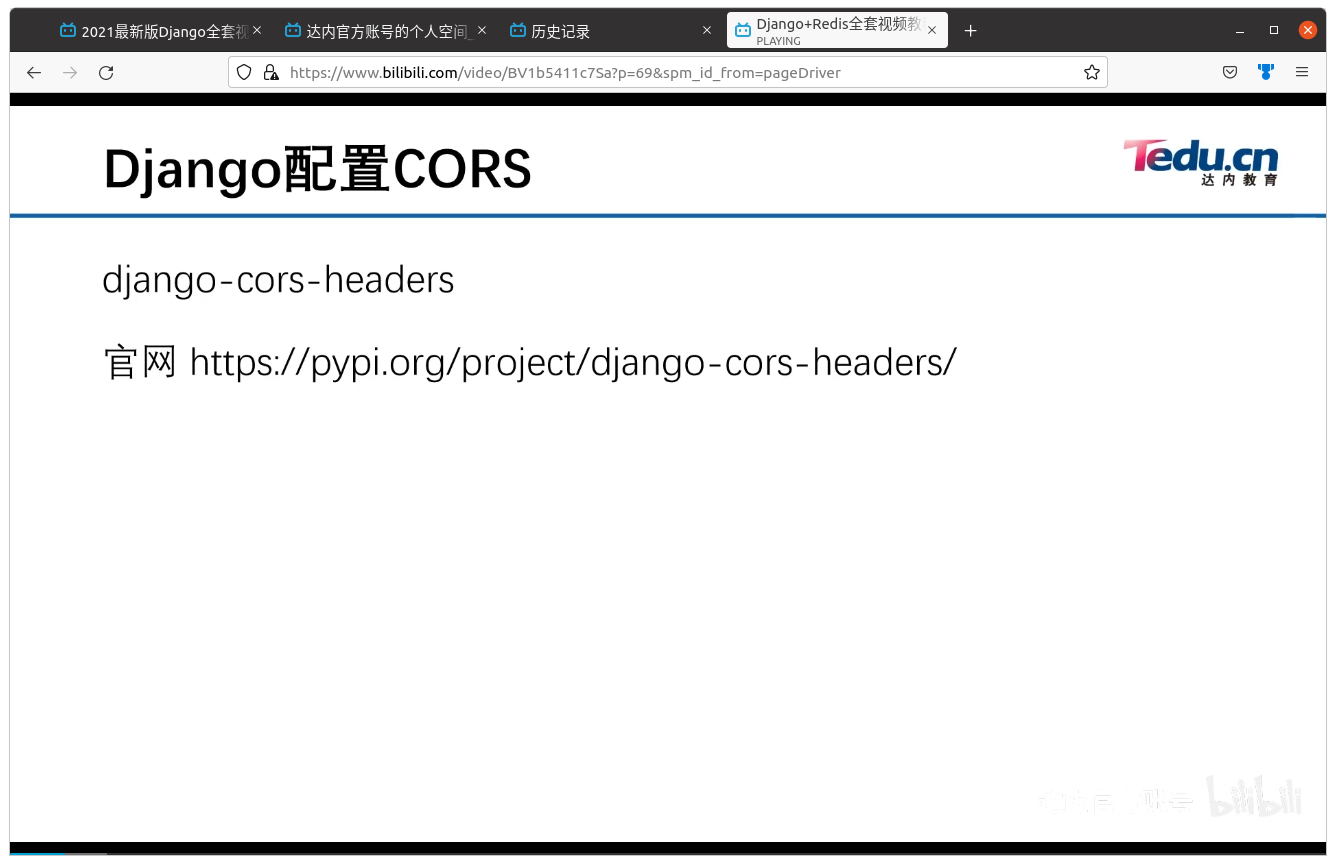 2021最新版Django全套视
达内官方账号的个人空间_
历史记录
Django+Redis全套视频教
PLAYING
https://www.bilibili.com/video/BV1b5411c7Sa?p=69&spm_id_from=pageDriver
Django配置CORS
Tedu.cn
达内教育
django-cors-headers
官网 https://pypi.org/project/django-cors-headers/
bilibili